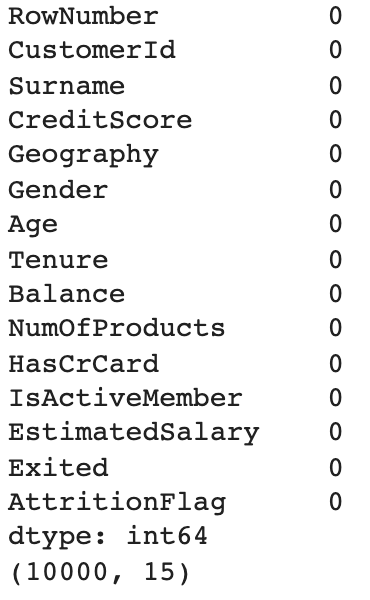 RowNumber 0
CustomerId 0
Surname 0
CreditScore 0
Geography 0
Gender 0
Age 0
Tenure 0
Balance 0
NumOfProducts 0
HasCrCard 0
IsActiveMember 0
EstimatedSalary 0
Exited 0
AttritionFlag 0
dtype: int64
(10000, 15)